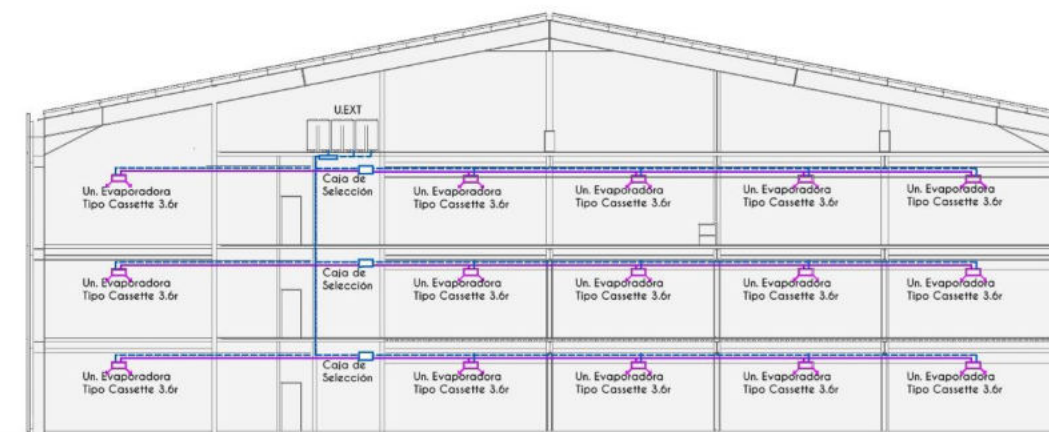 U.EXT
Un. Evaporadora
Tipo Cassette 3.6r
Caja de
Selección
Un. Evaporadora
Tipo Cassette 3.6r
Un. Evaporadora
Tipo Cassette 3.6r
Un. Evaporadora
Tipo Cassette 3.6r
Un. Evaporadora
Tipo Cassette 3.6r
Un. Evaporadora
Tipo Cassette 3.6r
Caja de
Selección
Un. Evaporadora
Tipo Cassette 3.6r
Un. Evaporadora
Tipo Cassette 3.6r
Un. Evaporadora
Tipo Cassette 3.6r
Un. Evaporadora
Tipo Cassette 3.6r
Un. Evaporadora
Tipo Cassette 3.6r
Caja de
Selección
Un. Evaporadora
Tipo Cassette 3.6r
Un. Evaporadora
Tipo Cassette 3.6r
Un. Evaporadora
Tipo Cassette 3.6r
Un. Evaporadora
Tipo Cassette 3.6r